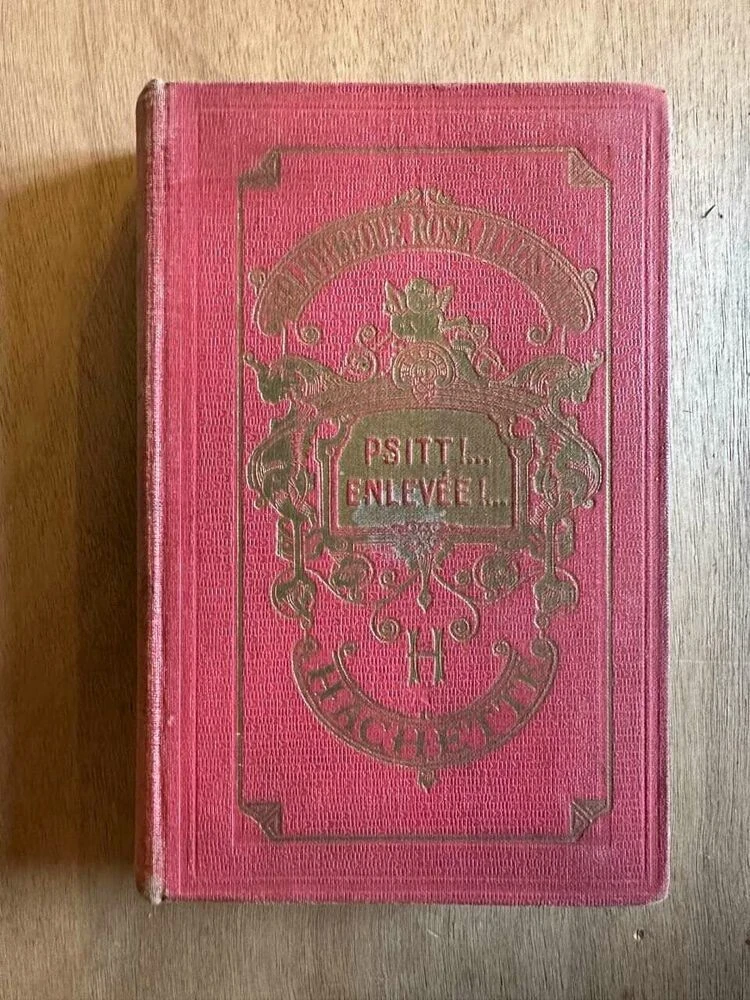 BIBLIOTHÈQUE ROSE ILLUSTRÉE
PSITT!...
ENLEVÉE!...
H
HACHETTE